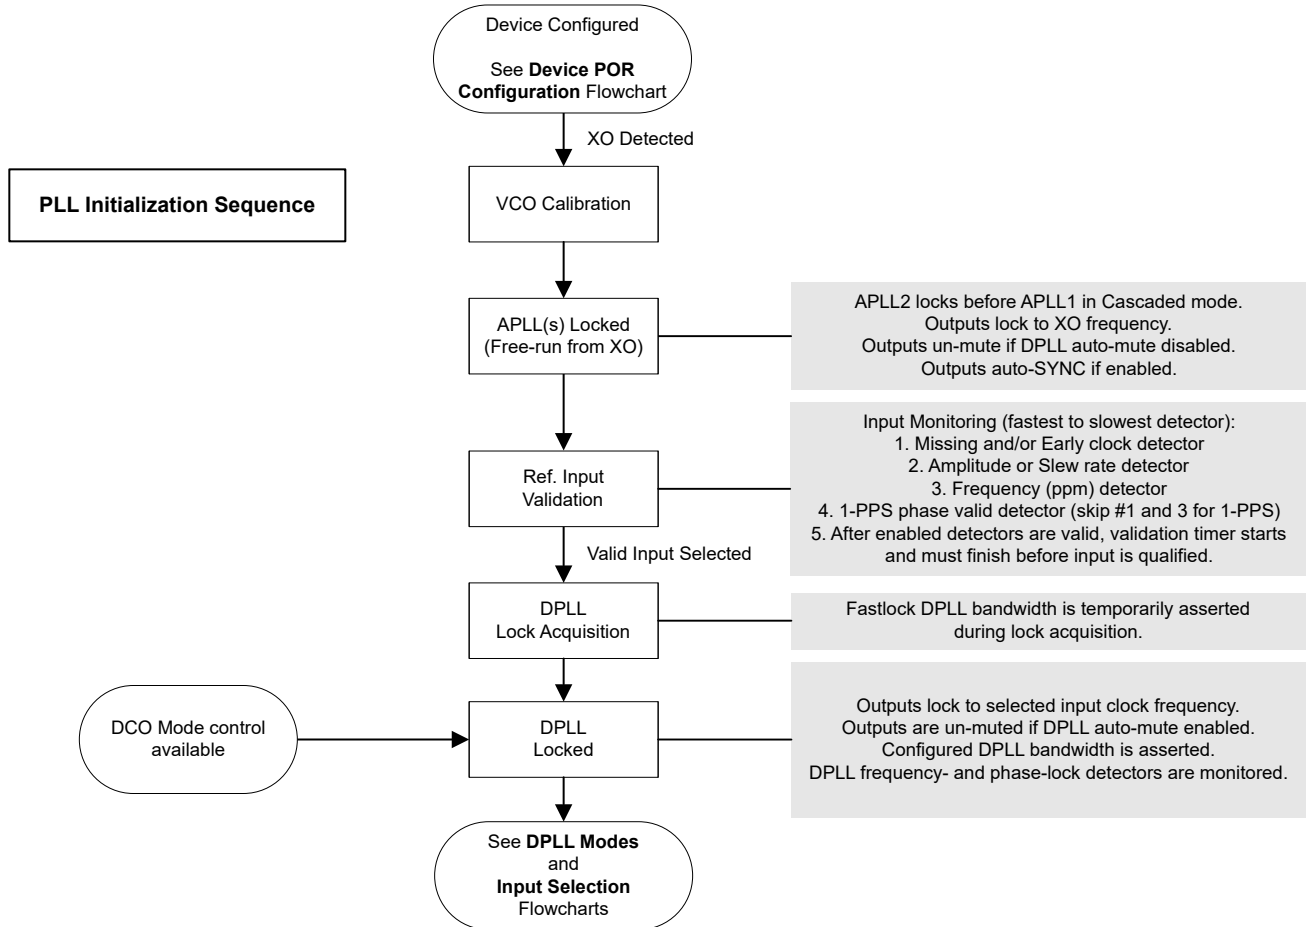 Device Configured
See Device POR
Configuration Flowchart
XO Detected
PLL Initialization Sequence
VCO Calibration
APLL(s) Locked
(Free-run from XO)
APLL2 locks before APLL1 in Cascaded mode.
Outputs lock to XO frequency.
Outputs un-mute if DPLL auto-mute disabled.
Outputs auto-SYNC if enabled.
Ref. Input
Validation
Input Monitoring (fastest to slowest detector):
1. Missing and/or Early clock detector
2. Amplitude or Slew rate detector
3. Frequency (ppm) detector
4. 1-PPS phase valid detector (skip #1 and 3 for 1-PPS)
5. After enabled detectors are valid, validation timer starts
and must finish before input is qualified.
Valid Input Selected
DPLL
Lock Acquisition
Fastlock DPLL bandwidth is temporarily asserted
during lock acquisition.
DCO Mode control
available
DPLL
Locked
Outputs lock to selected input clock frequency.
Outputs are un-muted if DPLL auto-mute enabled.
Configured DPLL bandwidth is asserted.
DPLL frequency- and phase-lock detectors are monitored.
See DPLL Modes
and
Input Selection
Flowcharts